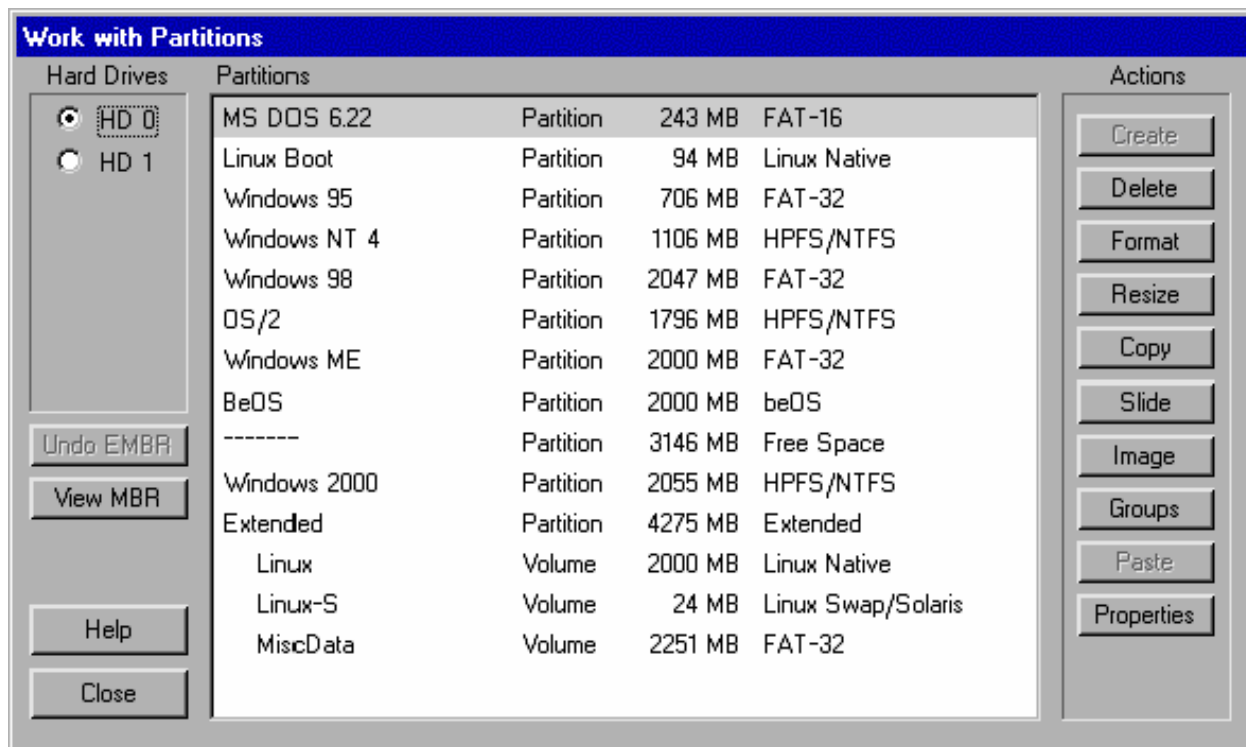 Work with Partitions
Hard Drives
Partitions
Actions
HD 0
HD 1
Undo EMBR
View MBR
Help
Close
MS DOS 6.22 Partition 243 MB FAT-16
Linux Boot Partition 94 MB Linux Native
Windows 95 Partition 706 MB FAT-32
Windows NT 4 Partition 1106 MB HPFS/NTFS
Windows 98 Partition 2047 MB FAT-32
OS/2 Partition 1796 MB HPFS/NTFS
Windows ME Partition 2000 MB FAT-32
BeOS Partition 2000 MB beOS
------- Partition 3146 MB Free Space
Windows 2000 Partition 2055 MB HPFS/NTFS
Extended Partition 4275 MB Extended
Linux Volume 2000 MB Linux Native
Linux-S Volume 24 MB Linux Swap/Solaris
MiscData Volume 2251 MB FAT-32
Create
Delete
Format
Resize
Copy
Slide
Image
Groups
Paste
Properties